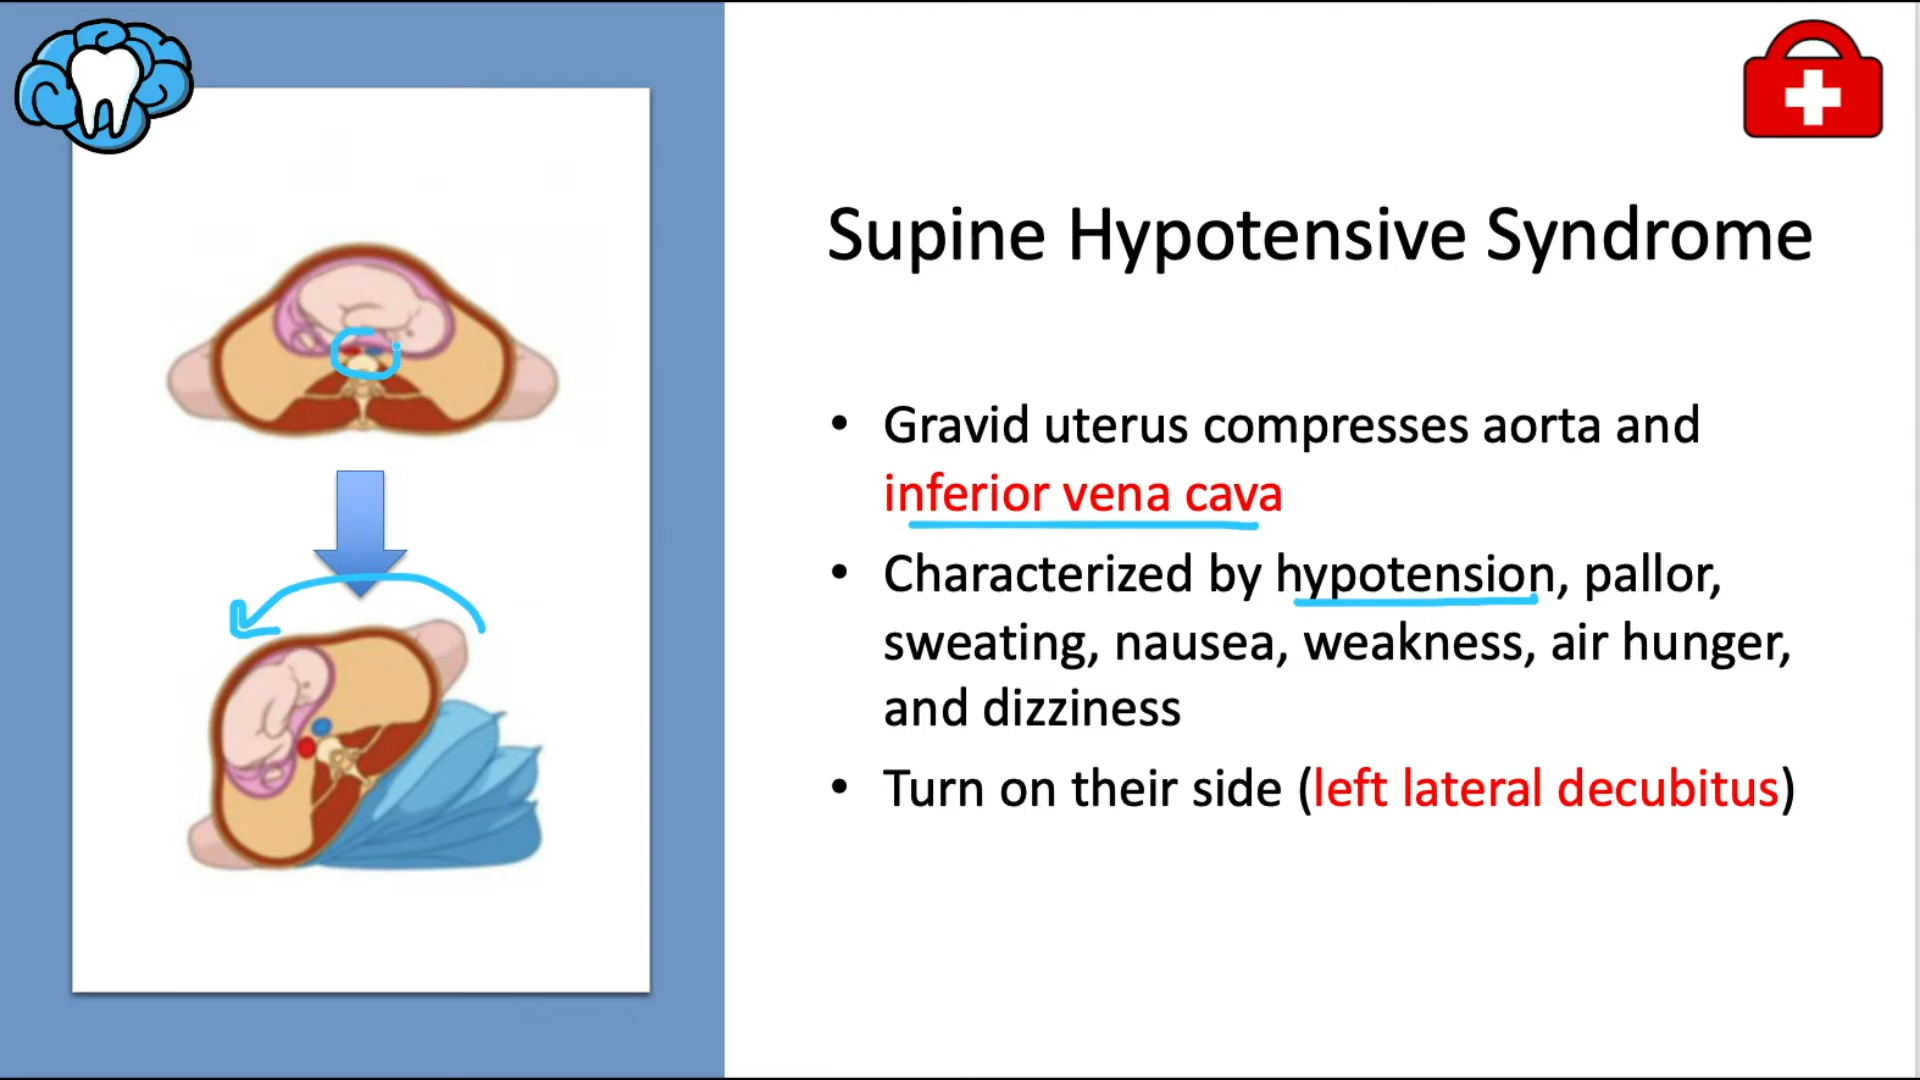 Supine Hypotensive Syndrome
• Gravid uterus compresses aorta and
inferior vena cava
• Characterized by hypotension, pallor,
sweating, nausea, weakness, air hunger,
and dizziness
• Turn on their side (left lateral decubitus)